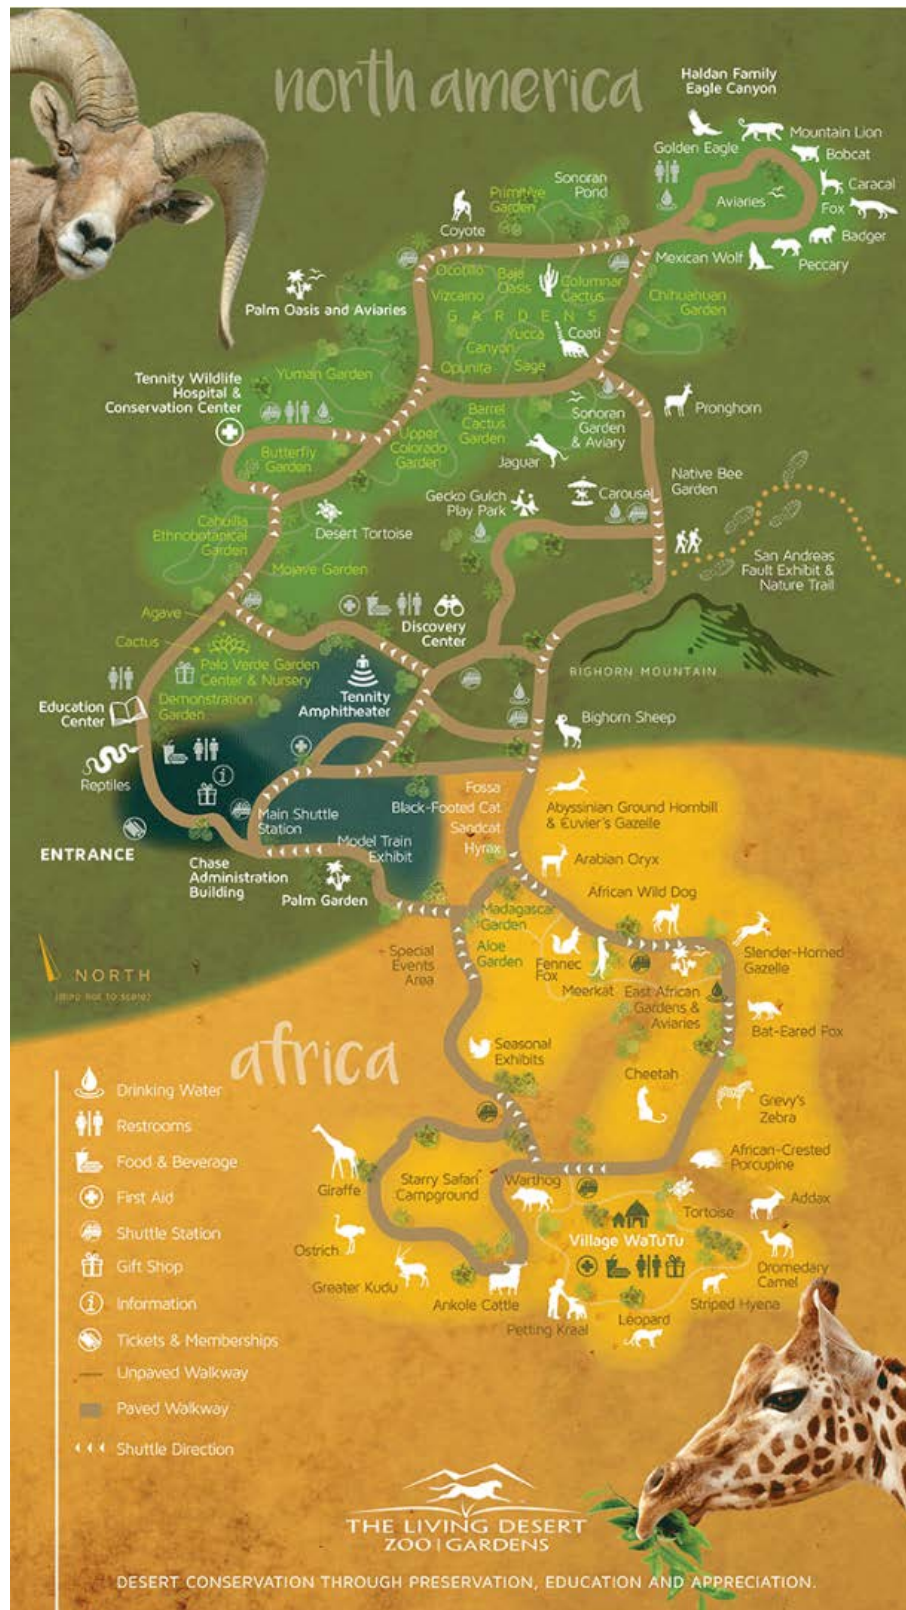 north america
Haldan Family
Eagle Canyon
Mountain Lion
Golden Eagle
Bobcat
Caracal
Aviaries
Fox
Badger
Mexican Wolf
Peccary
Sonoran
Pond
Primitive
Garden
Coyote
Ocotillo
Baja
Oasis
Columnar
Cactus
Vizcaino
Chihuahuan
Garden
Palm Oasis and Aviaries
GARDENS
Yucca
Coati
Canyon
Opunita
Sage
Yuman Garden
Tennity Wildlife
Hospital &
Conservation Center
Barrel
Cactus
Garden
Sonoran
Garden
& Aviary
Pronghorn
Upper
Colorado
Garden
Butterfly
Garden
Jaguar
Native Bee
Garden
Gecko Gulch
Play Park
Carousel
Cahuilla
Ethnobotanical
Garden
Desert Tortoise
San Andreas
Fault Exhibit &
Nature Trail
Mojave Garden
Agave
Discovery
Center
Cactus
Palo Verde Garden
Center & Nursery
BIGHORN MOUNTAIN
Education
Center
Demonstration
Garden
Tennity
Amphitheater
Bighorn Sheep
Reptiles
Fossa
Black-Footed Cat
Sandcat
Hyrax
Abyssinian Ground Hornbill
& Cuvier's Gazelle
Main Shuttle
Station
Model Train
Exhibit
ENTRANCE
Chase
Administration
Building
Palm Garden
Arabian Oryx
African Wild Dog
Madagascar
Garden
Slender-Horned
Gazelle
Special
Events
Area
Aloe
Garden
Fennec
Fox
Meerkat
East African
Gardens &
Aviaries
NORTH
(map not to scale)
Bat-Eared Fox
africa
Seasonal
Exhibits
Cheetah
Grevy's
Zebra
African-Crested
Porcupine
Giraffe
Starry Safari
Campground
Warthog
Tortoise
Addax
Village WaTuTu
Ostrich
Dromedary
Camel
Greater Kudu
Ankole Cattle
Striped Hyena
Petting Kraal
Leopard
Drinking Water
Restrooms
Food & Beverage
First Aid
Shuttle Station
Gift Shop
Information
Tickets & Memberships
Unpaved Walkway
Paved Walkway
Shuttle Direction
THE LIVING DESERT
ZOO | GARDENS
DESERT CONSERVATION THROUGH PRESERVATION, EDUCATION AND APPRECIATION.